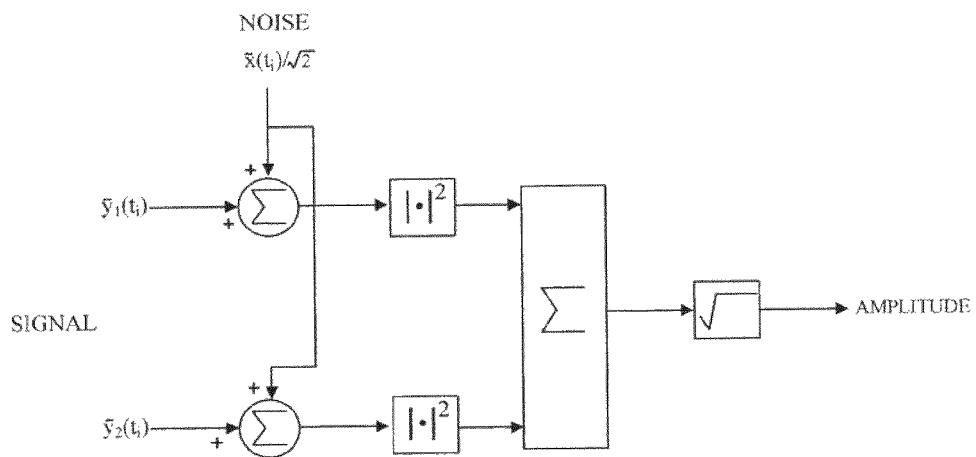 NOISE
x̃(tᵢ)/√2
+
ỹ₁(tᵢ)
+
∑
|•|²
∑
√
AMPLITUDE
SIGNAL
+
ỹ₂(tᵢ)
+
∑
|•|²